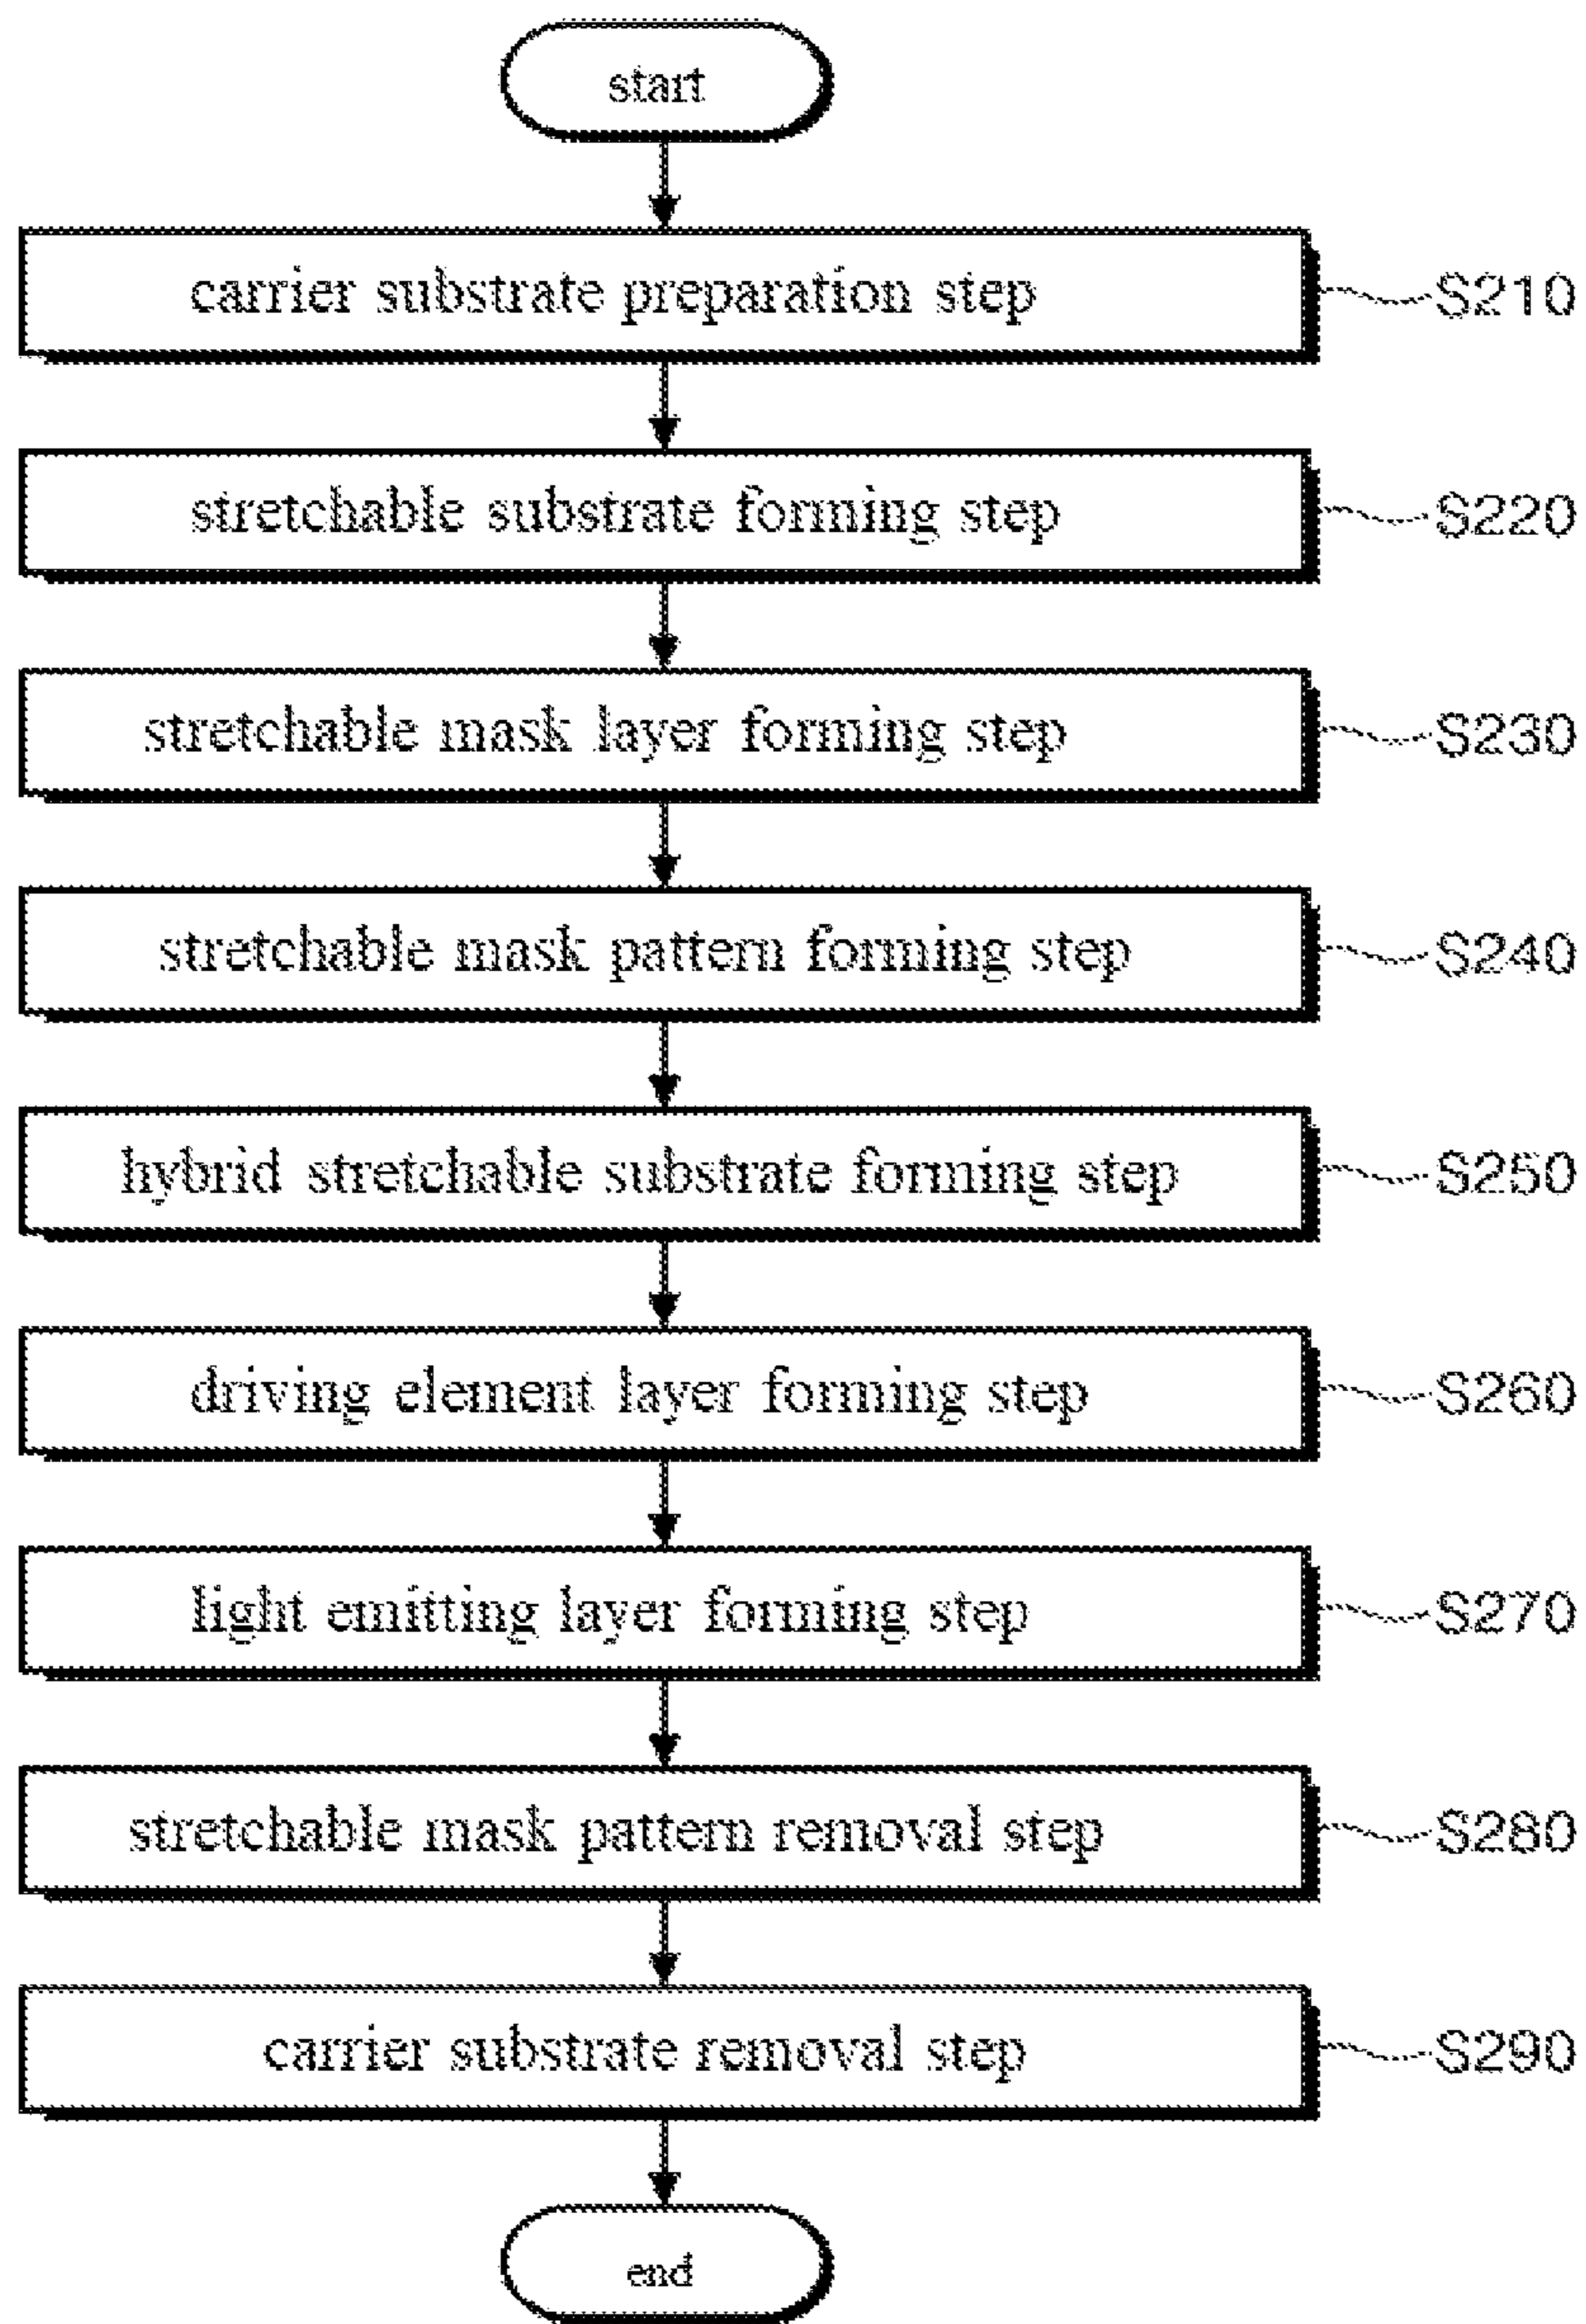 start
carrier substrate preparation step
S210
stretchable substrate forming step
S220
stretchable mask layer forming step
S230
stretchable mask pattern forming step
S240
hybrid stretchable substrate forming step
S250
driving element layer forming step
S260
light emitting layer forming step
S270
stretchable mask pattern removal step
S280
carrier substrate removal step
S290
end